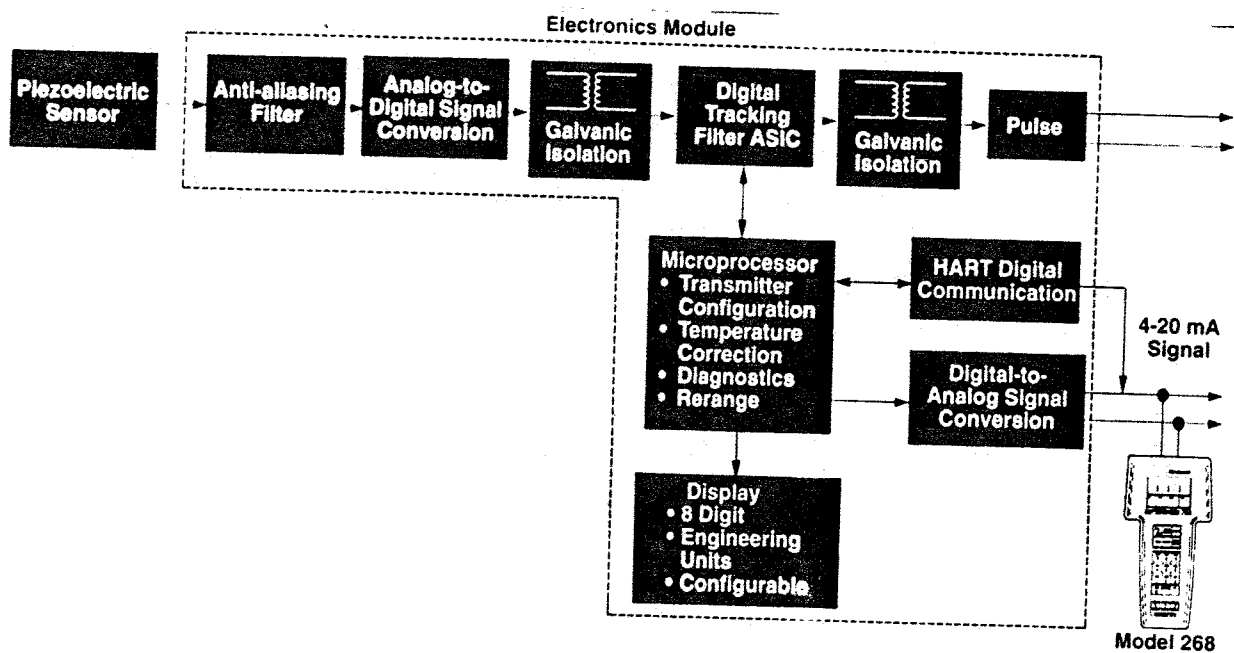 Electronics Module
Piezoelectric
Sensor
Anti-aliasing
Filter
Analog-to-
Digital Signal
Conversion
Galvanic
Isolation
Digital
Tracking
Filter ASIC
Galvanic
Isolation
Pulse
Microprocessor
• Transmitter
Configuration
• Temperature
Correction
• Diagnostics
• Rerange
HART Digital
Communication
4-20 mA
Signal
Digital-to-
Analog Signal
Conversion
Display
• 8 Digit
• Engineering
Units
• Configurable
Model 268